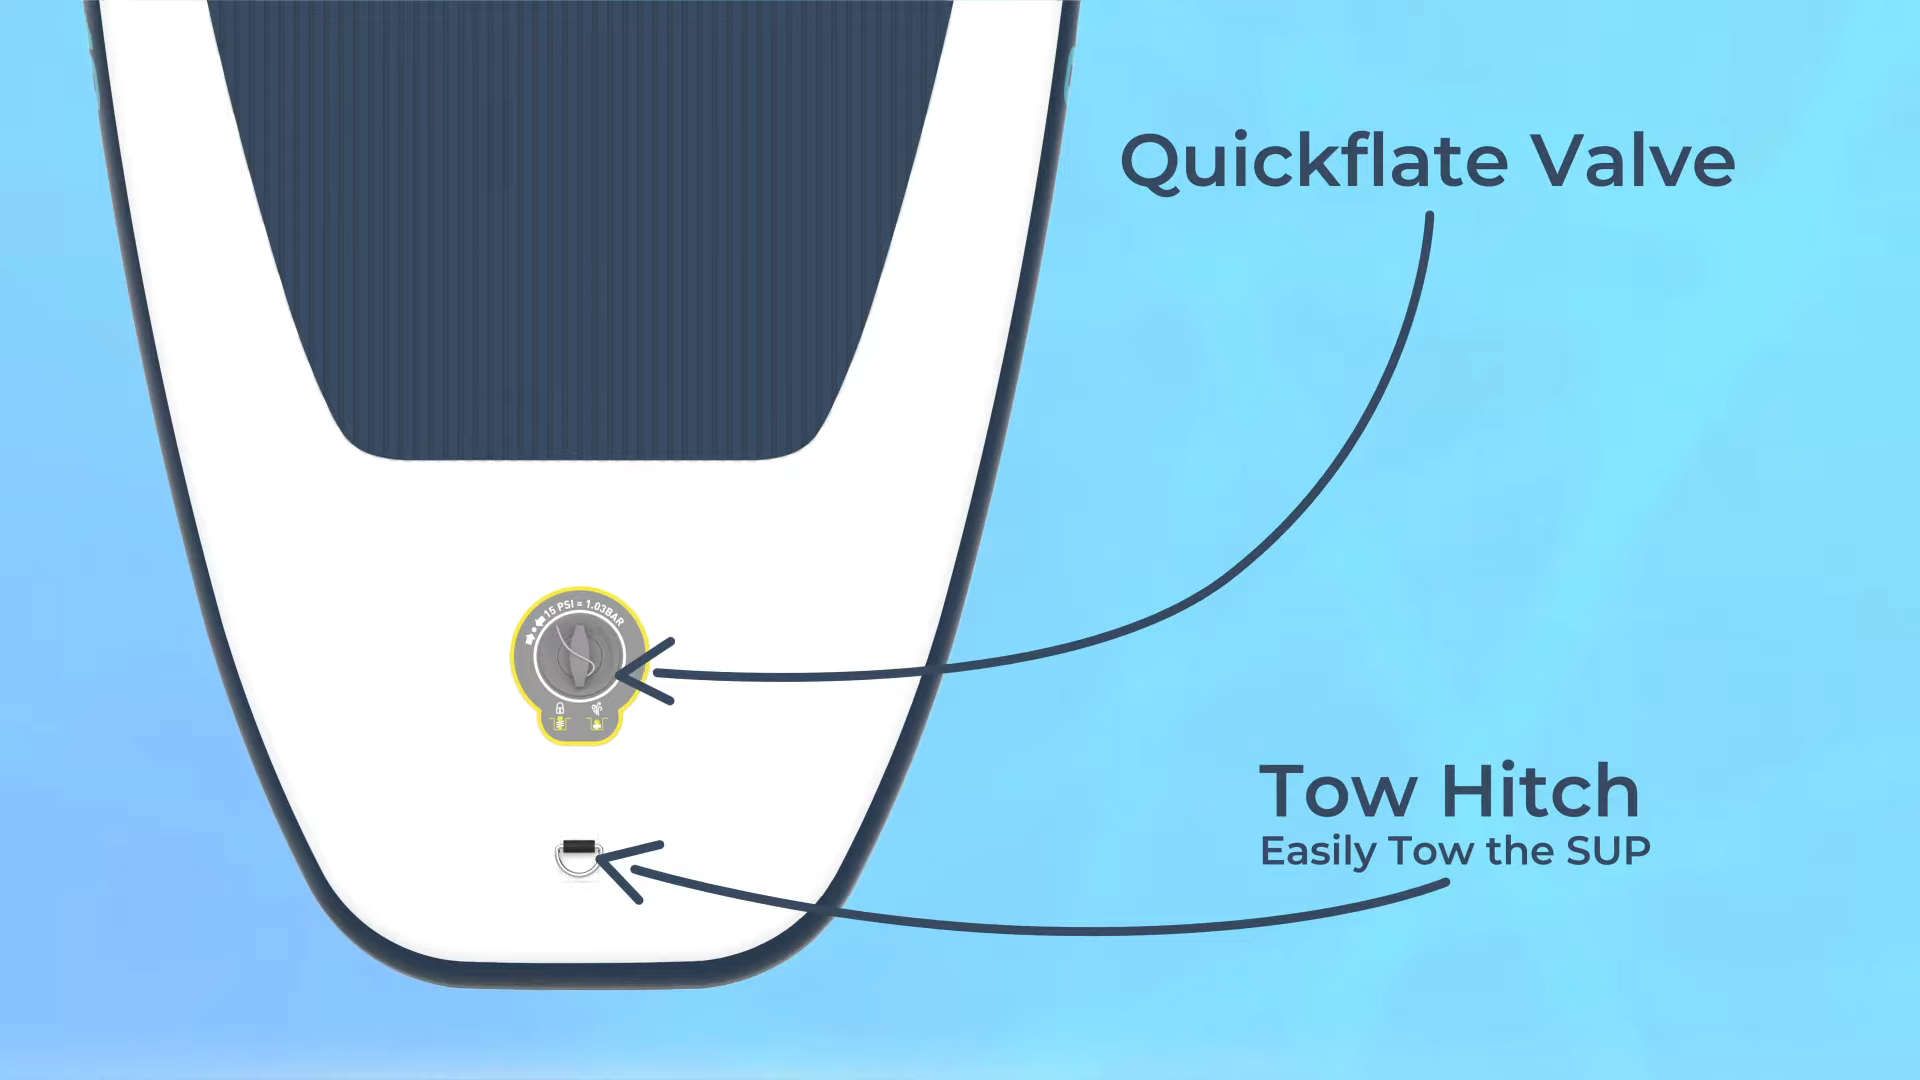 Quickflate Valve
15 PSI = 1.03BAR
Tow Hitch
Easily Tow the SUP